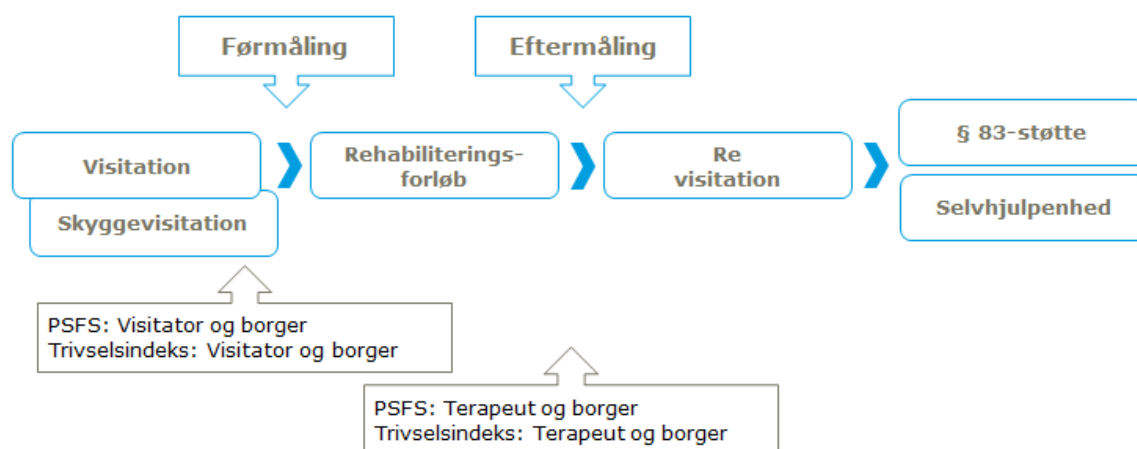 Førmåling
Eftermåling
Visitation
Skyggevisitation
Rehabiliterings-
forløb
Re
visitation
§ 83-støtte
Selvhjulpenhed
PSFS: Visitator og borger
Trivselsindeks: Visitator og borger
PSFS: Terapeut og borger
Trivselsindeks: Terapeut og borger